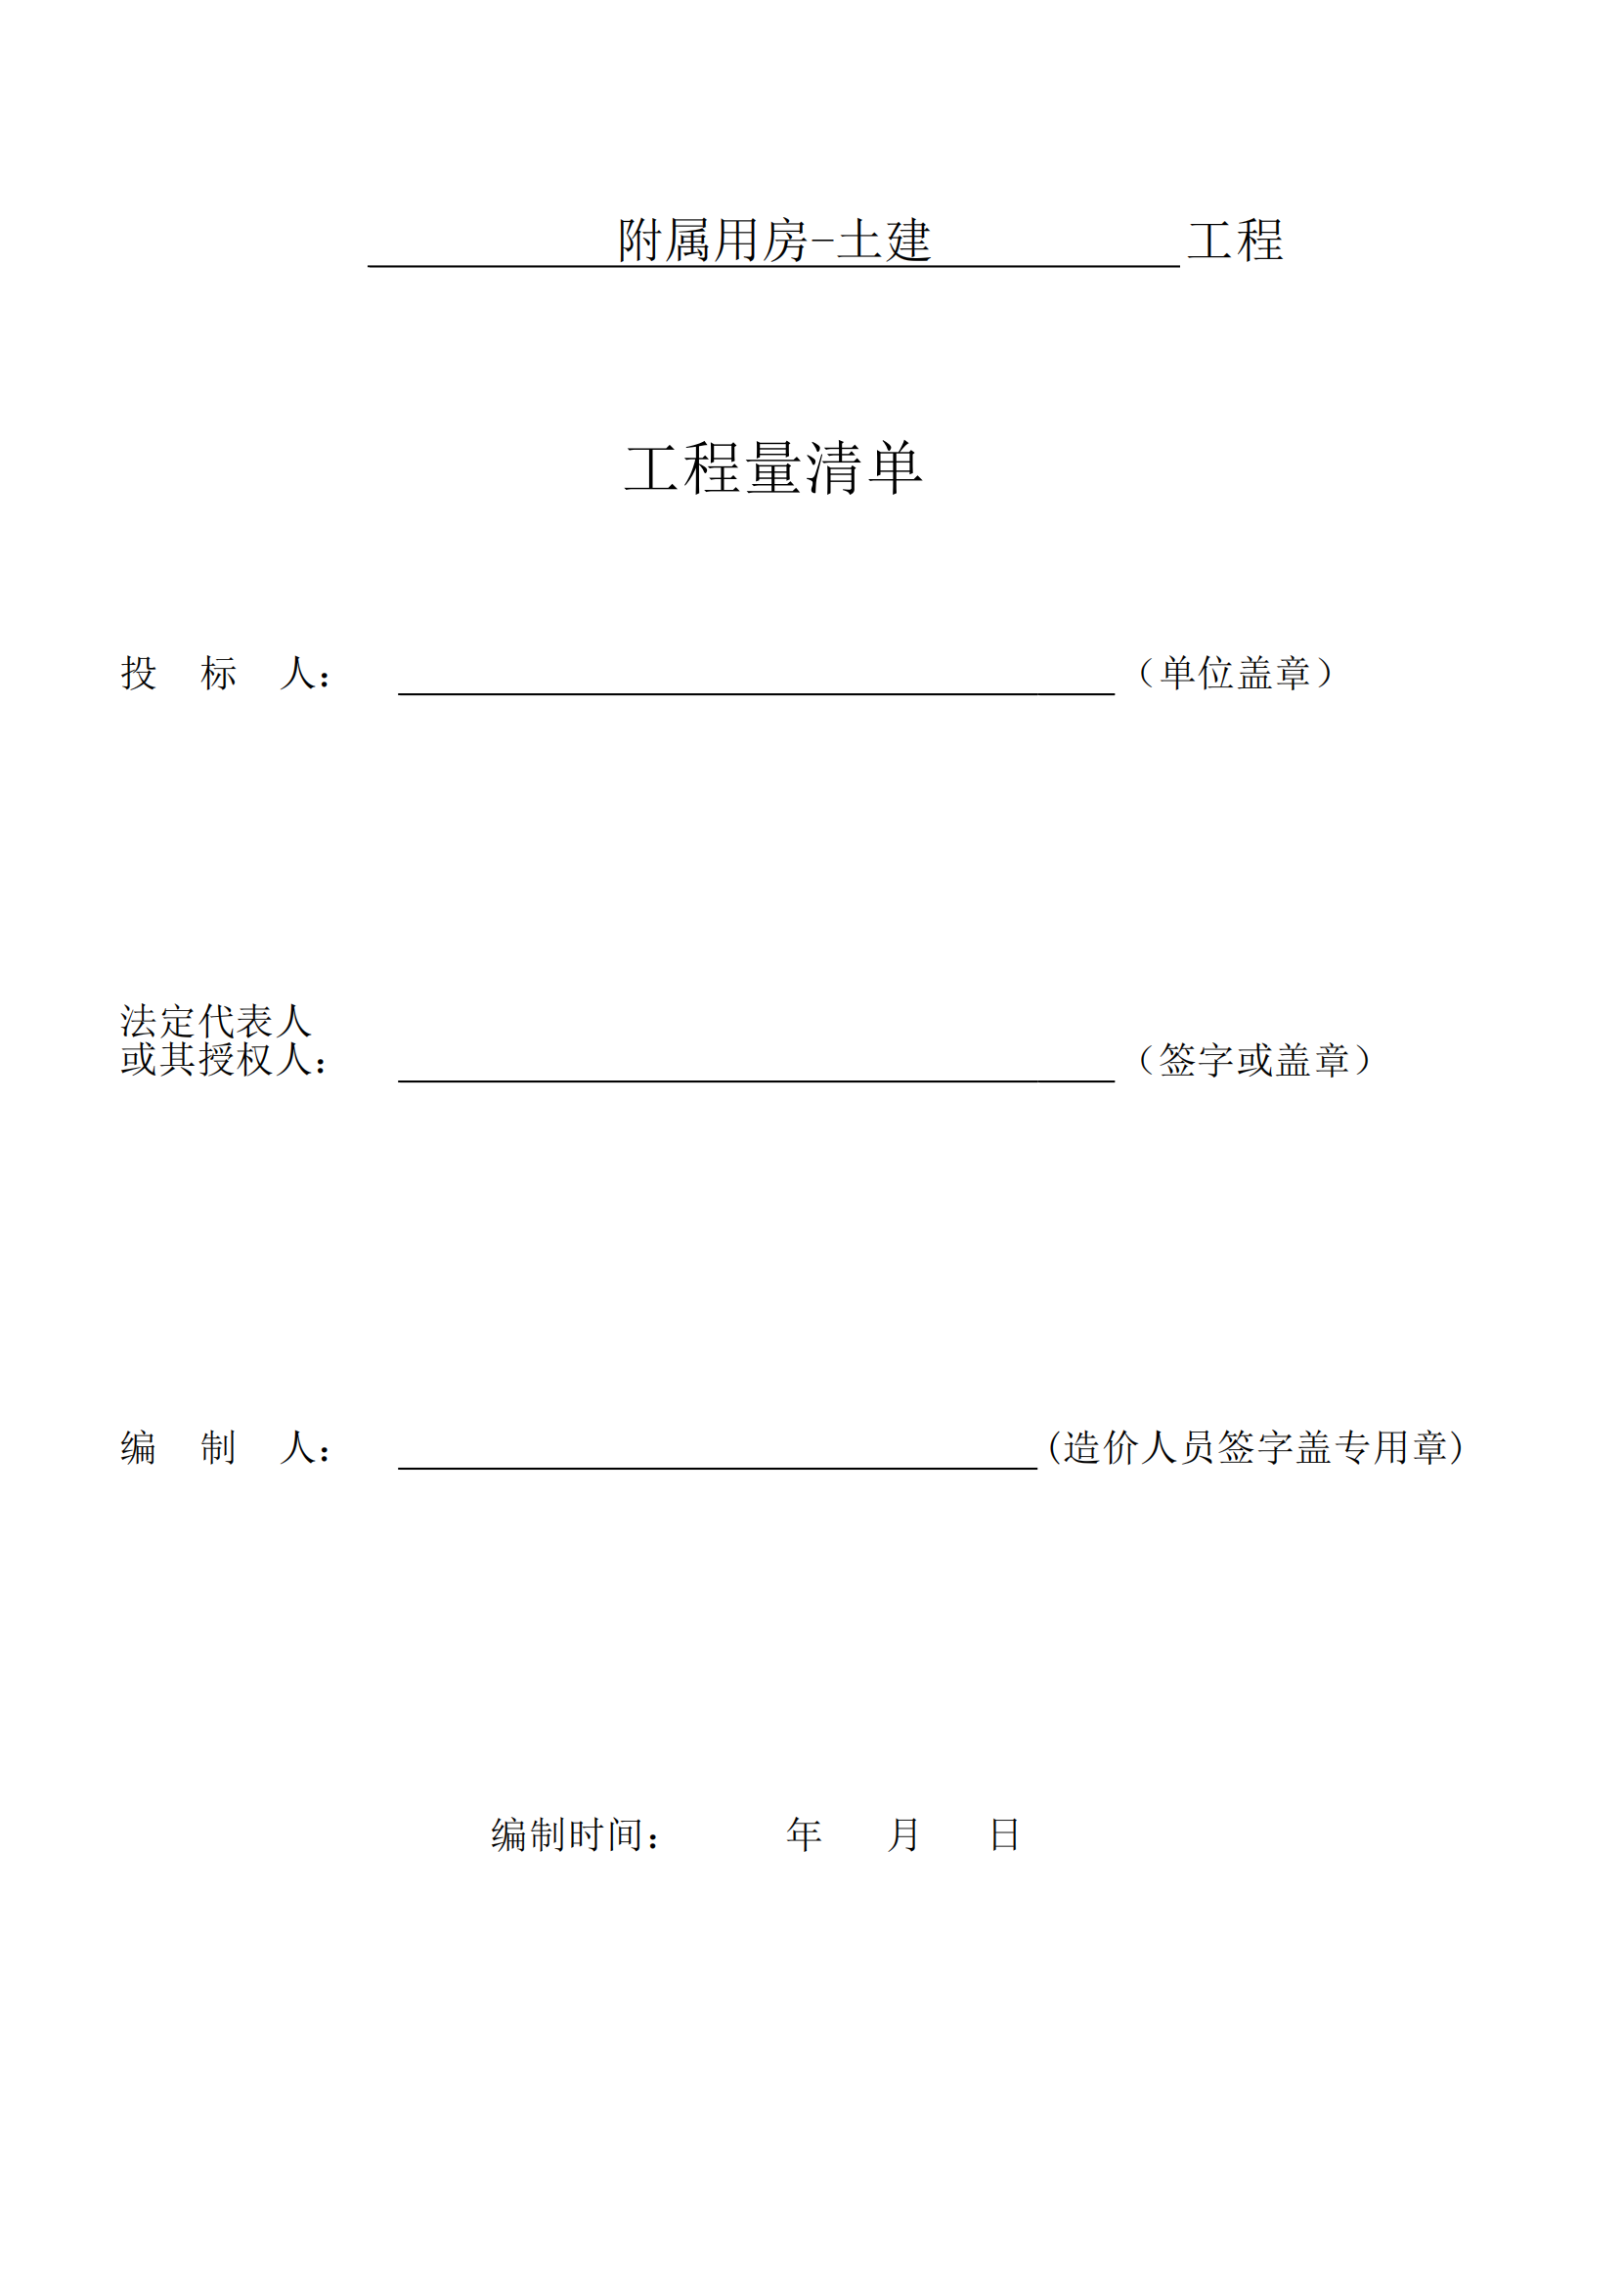 附属用房-土建 工程
工程量清单
投 标 人： （单位盖章）
法定代表人
或其授权人： （签字或盖章）
编 制 人： (造价人员签字盖专用章)
编制时间： 年 月 日